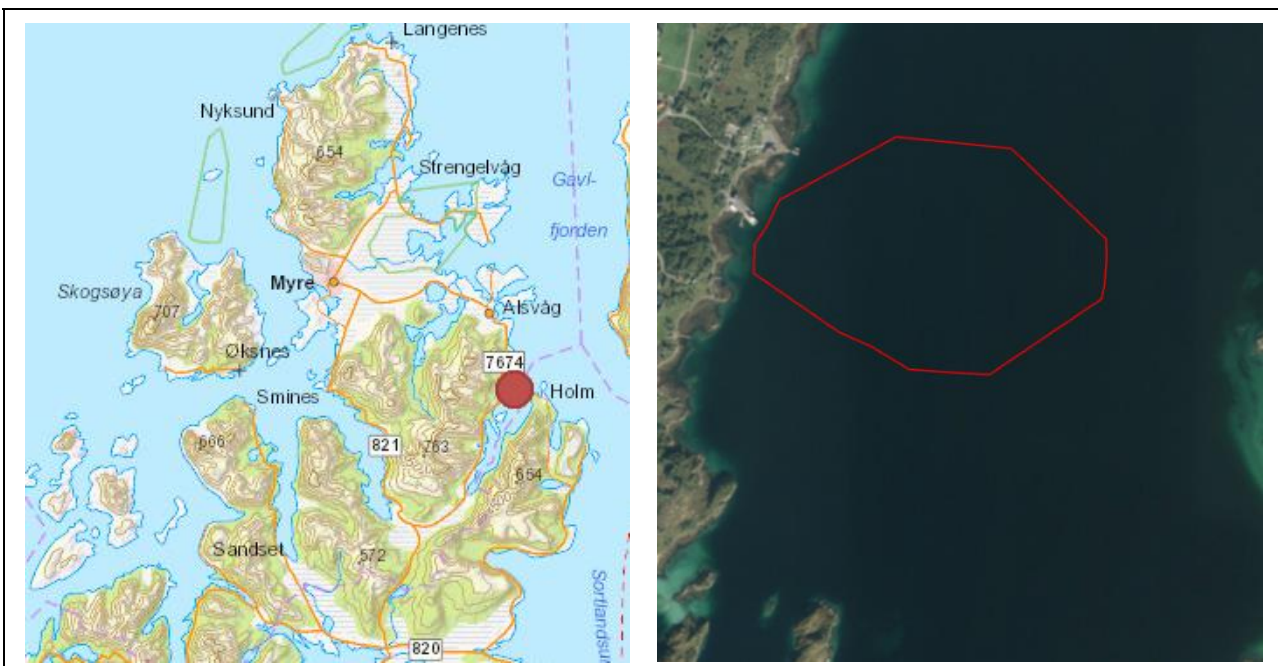 Langenes
Nyksund
654
Strengelvåg
Gavl-
fjorden
Myre
Skogsøya
707
Alsvåg
Øksnes
7674
Smines
Holm
666
821
763
654
Sandset
572
Sortlandsu
820